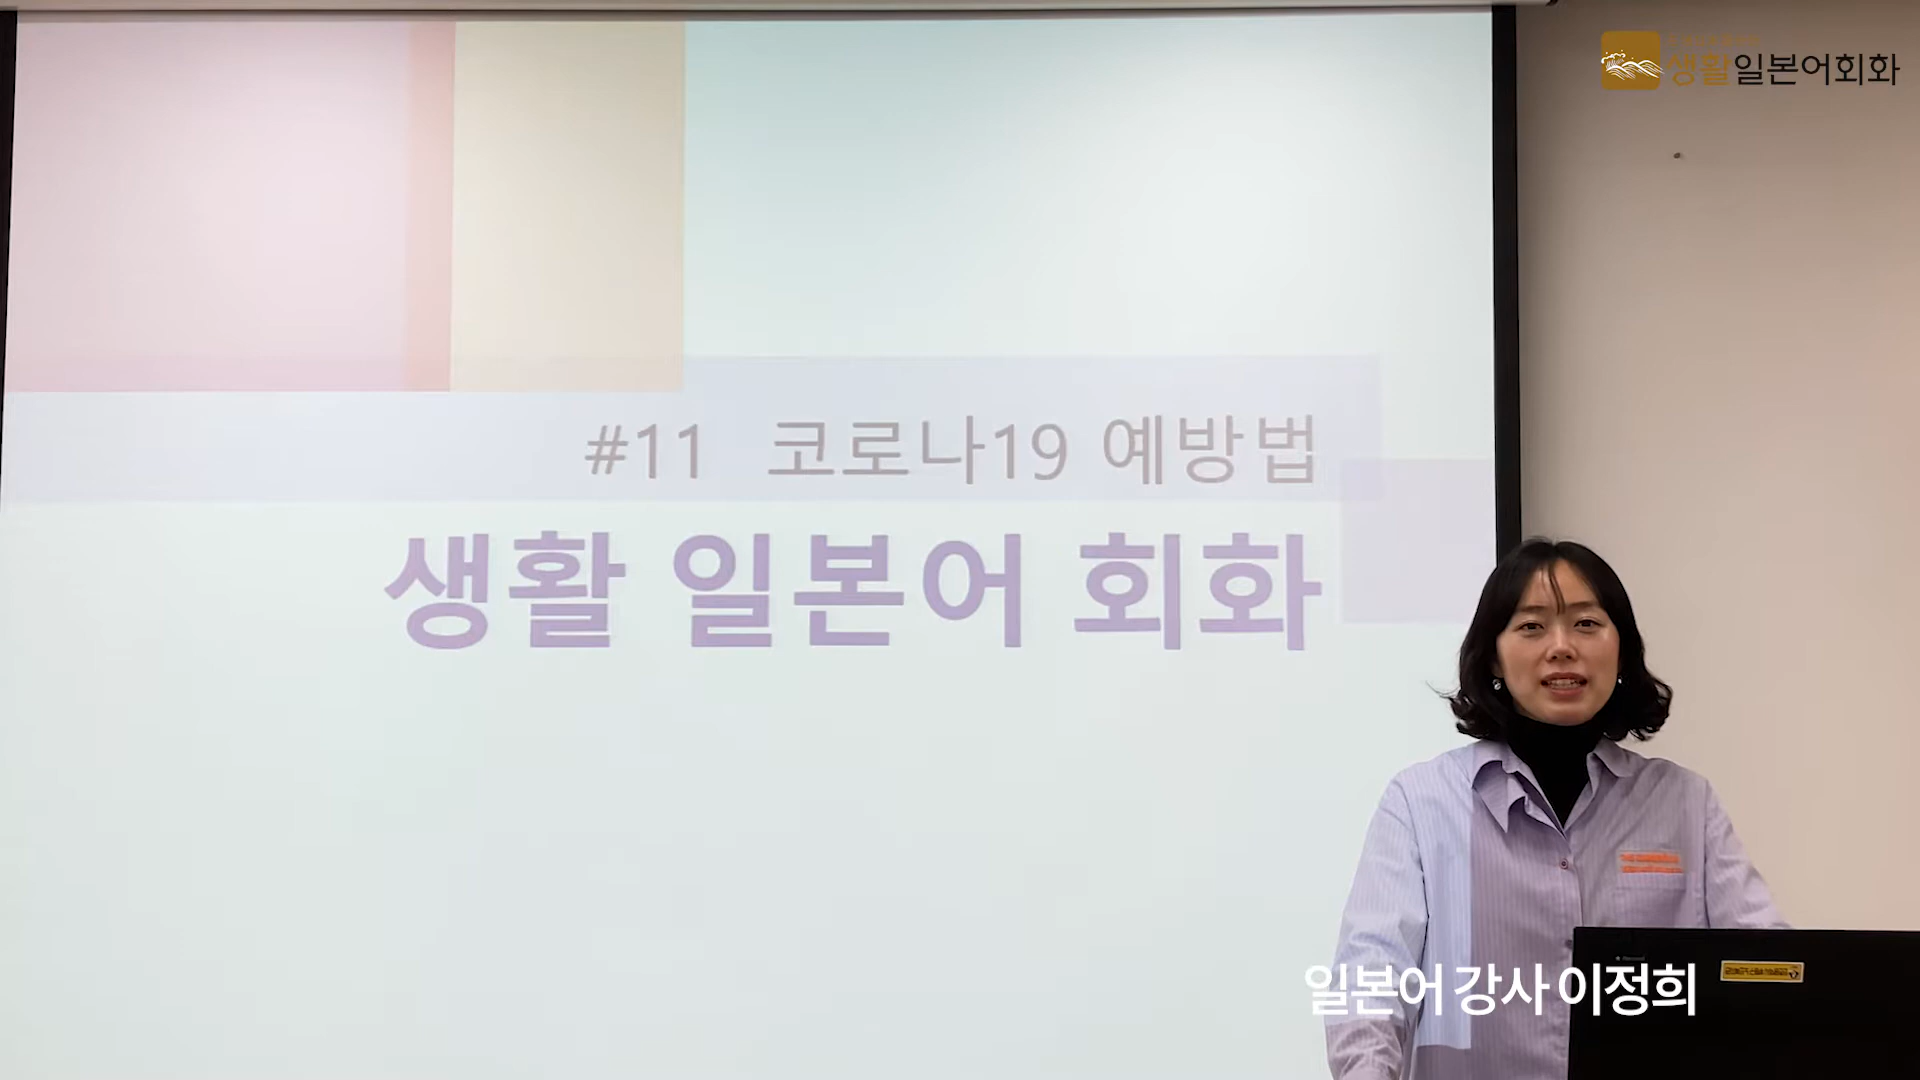 생활일본어회화
#11 코로나19 예방법
생활 일본어 회화
일본어 강사 이정희